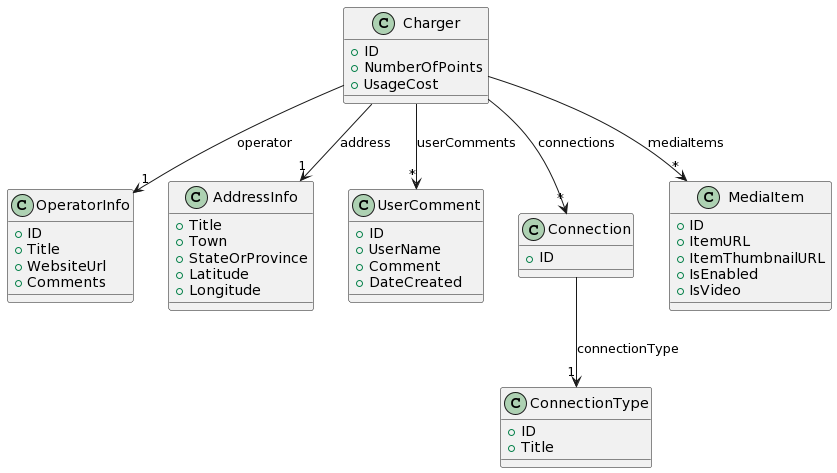 C Charger
ID
NumberOfPoints
UsageCost
operator
address
userComments
connections
mediaItems
1
1
*
*
*
C OperatorInfo
ID
Title
WebsiteUrl
Comments
C AddressInfo
Title
Town
StateOrProvince
Latitude
Longitude
C UserComment
ID
UserName
Comment
DateCreated
C Connection
ID
C MediaItem
ID
ItemURL
ItemThumbnailURL
IsEnabled
IsVideo
connectionType
1
C ConnectionType
ID
Title